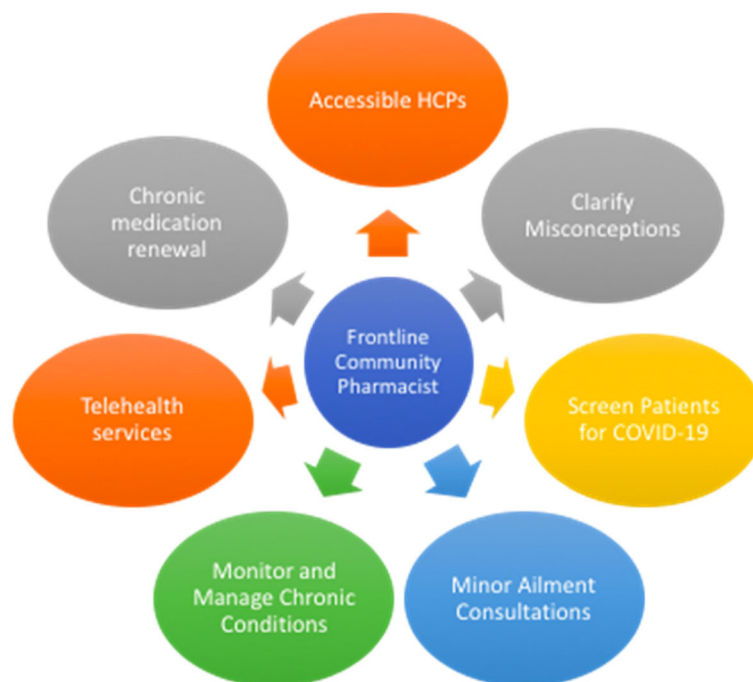 Accessible HCPs
Clarify
Misconceptions
Screen Patients
for COVID-19
Minor Ailment
Consultations
Monitor and
Manage Chronic
Conditions
Telehealth
services
Chronic
medication
renewal
Frontline
Community
Pharmacist